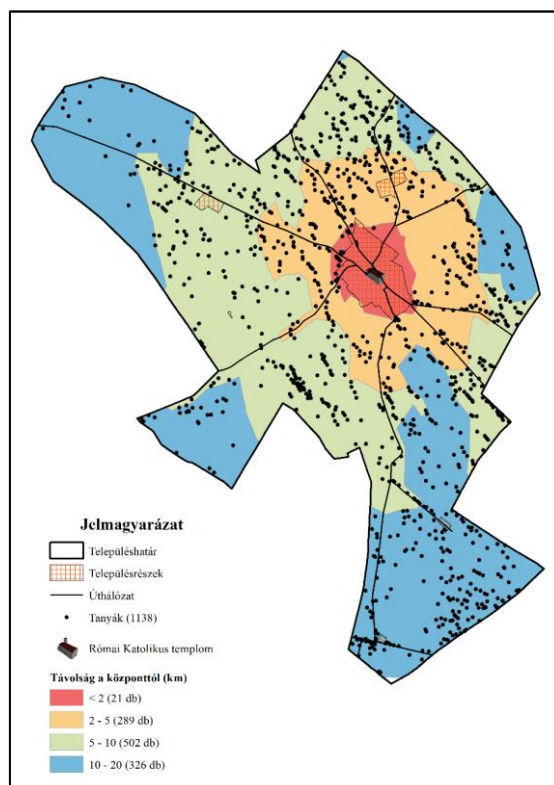 Jelmagyarázat
Településhatár
Településrészek
Úthálózat
Tanyák (1138)
Római Katolikus templom
Távolság a központtól (km)
< 2 (21 db)
2 - 5 (289 db)
5 - 10 (502 db)
10 - 20 (326 db)